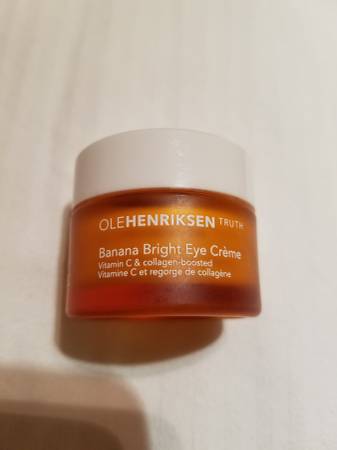 OLEHENRIKSEN TRUTH
Banana Bright Eye Crème
Vitamin C & collagen-boosted
Vitamine C et regorge de collagène